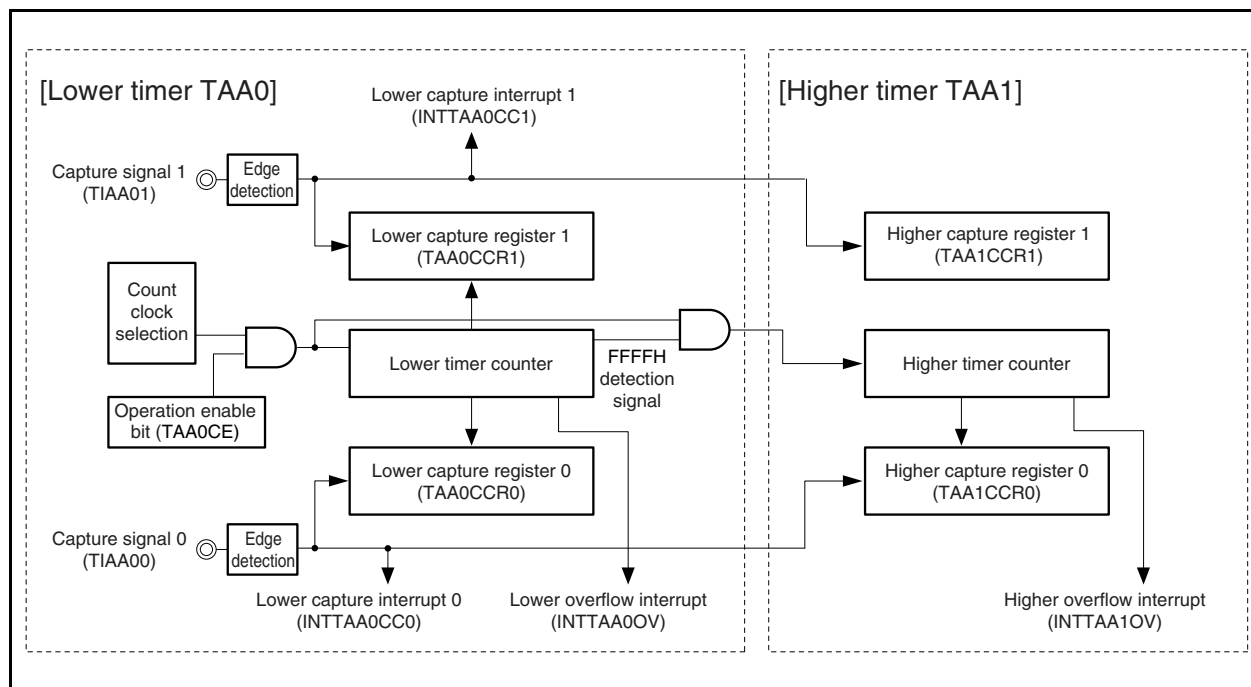 [Lower timer TAA0]
[Higher timer TAA1]
Lower capture interrupt 1
(INTTAA0CC1)
Capture signal 1
(TIAA01)
Edge
detection
Lower capture register 1
(TAA0CCR1)
Higher capture register 1
(TAA1CCR1)
Count
clock
selection
Lower timer counter
FFFFH
detection
signal
Higher timer counter
Operation enable
bit (TAA0CE)
Lower capture register 0
(TAA0CCR0)
Higher capture register 0
(TAA1CCR0)
Capture signal 0
(TIAA00)
Edge
detection
Lower capture interrupt 0
(INTTAA0CC0)
Lower overflow interrupt
(INTTAA0OV)
Higher overflow interrupt
(INTTAA1OV)